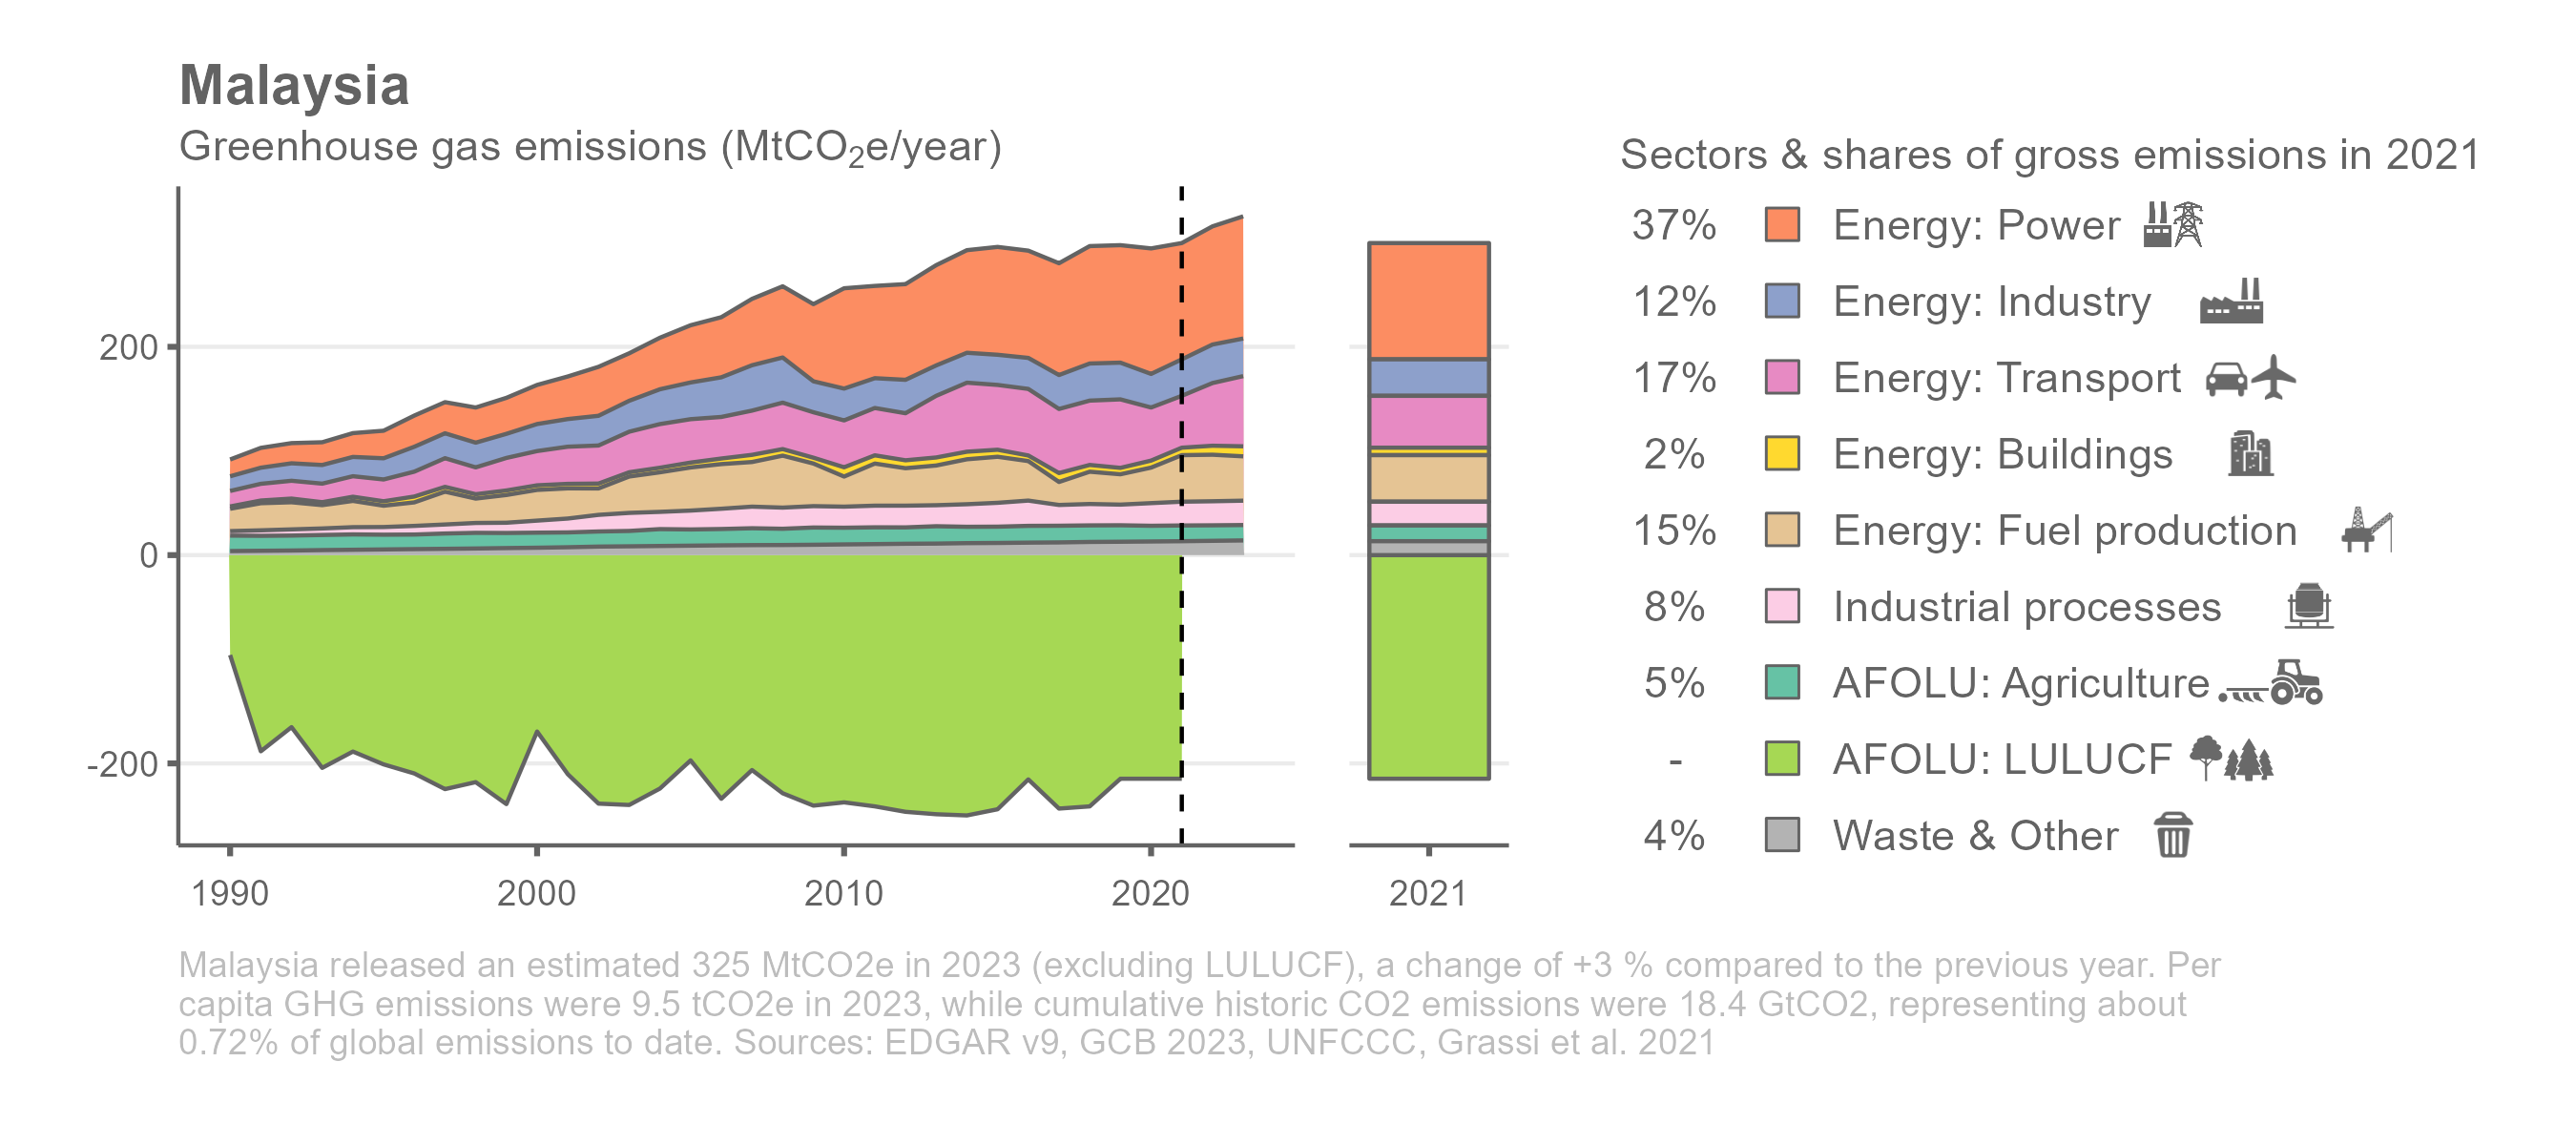 Malaysia
Greenhouse gas emissions (MtCO₂e/year)
Sectors & shares of gross emissions in 2021
200
0
-200
1990
2000
2010
2020
2021
37% Energy: Power
12% Energy: Industry
17% Energy: Transport
2% Energy: Buildings
15% Energy: Fuel production
8% Industrial processes
5% AFOLU: Agriculture
- AFOLU: LULUCF
4% Waste & Other
Malaysia released an estimated 325 MtCO2e in 2023 (excluding LULUCF), a change of +3 % compared to the previous year. Per
capita GHG emissions were 9.5 tCO2e in 2023, while cumulative historic CO2 emissions were 18.4 GtCO2, representing about
0.72% of global emissions to date. Sources: EDGAR v9, GCB 2023, UNFCCC, Grassi et al. 2021